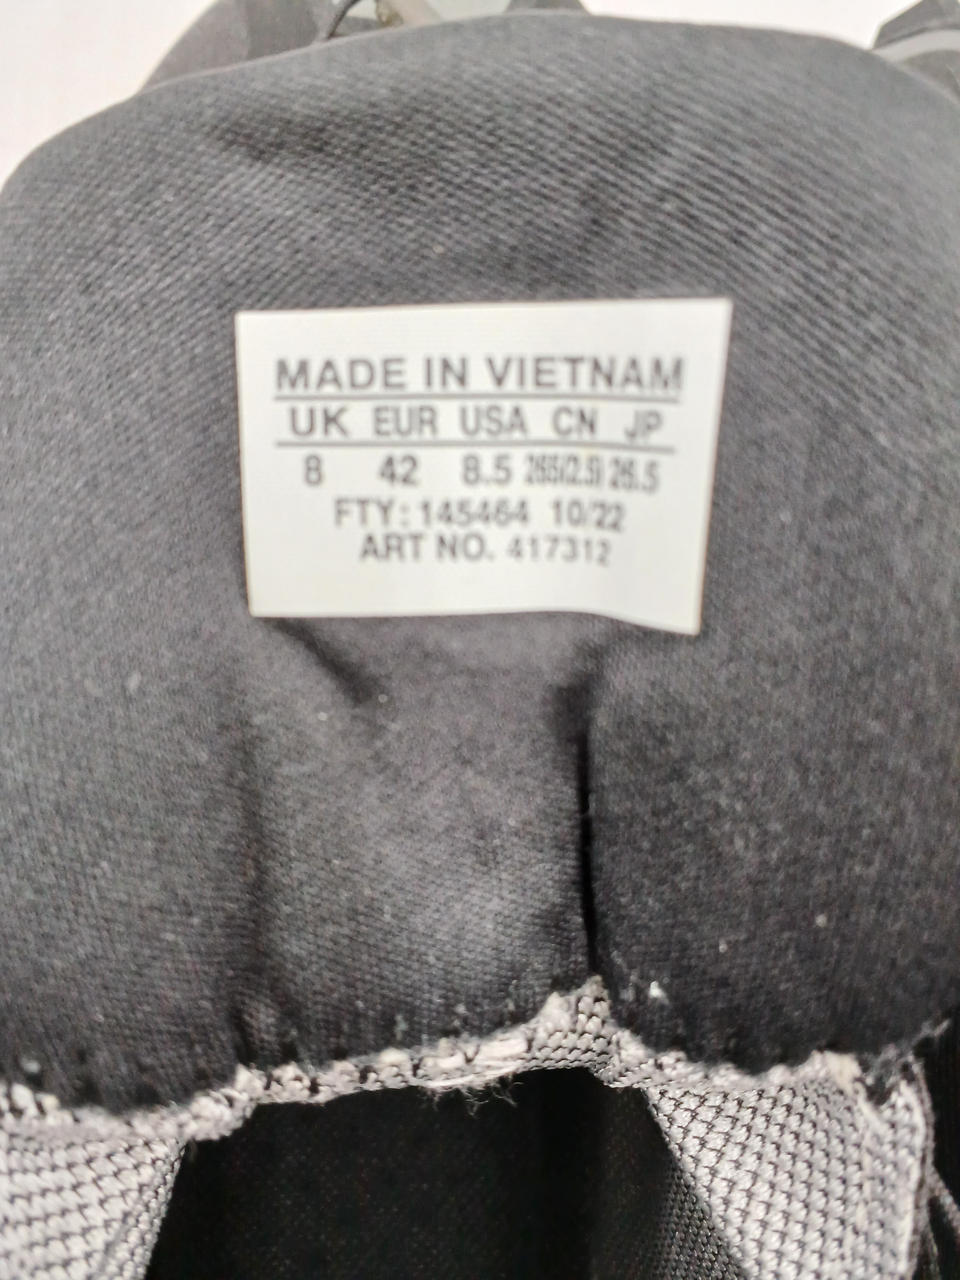 MADE IN VIETNAM
UK EUR USA CN JP
8 42 8.5 265(2.5) 26.5
FTY: 145464 10/22
ART NO. 417312